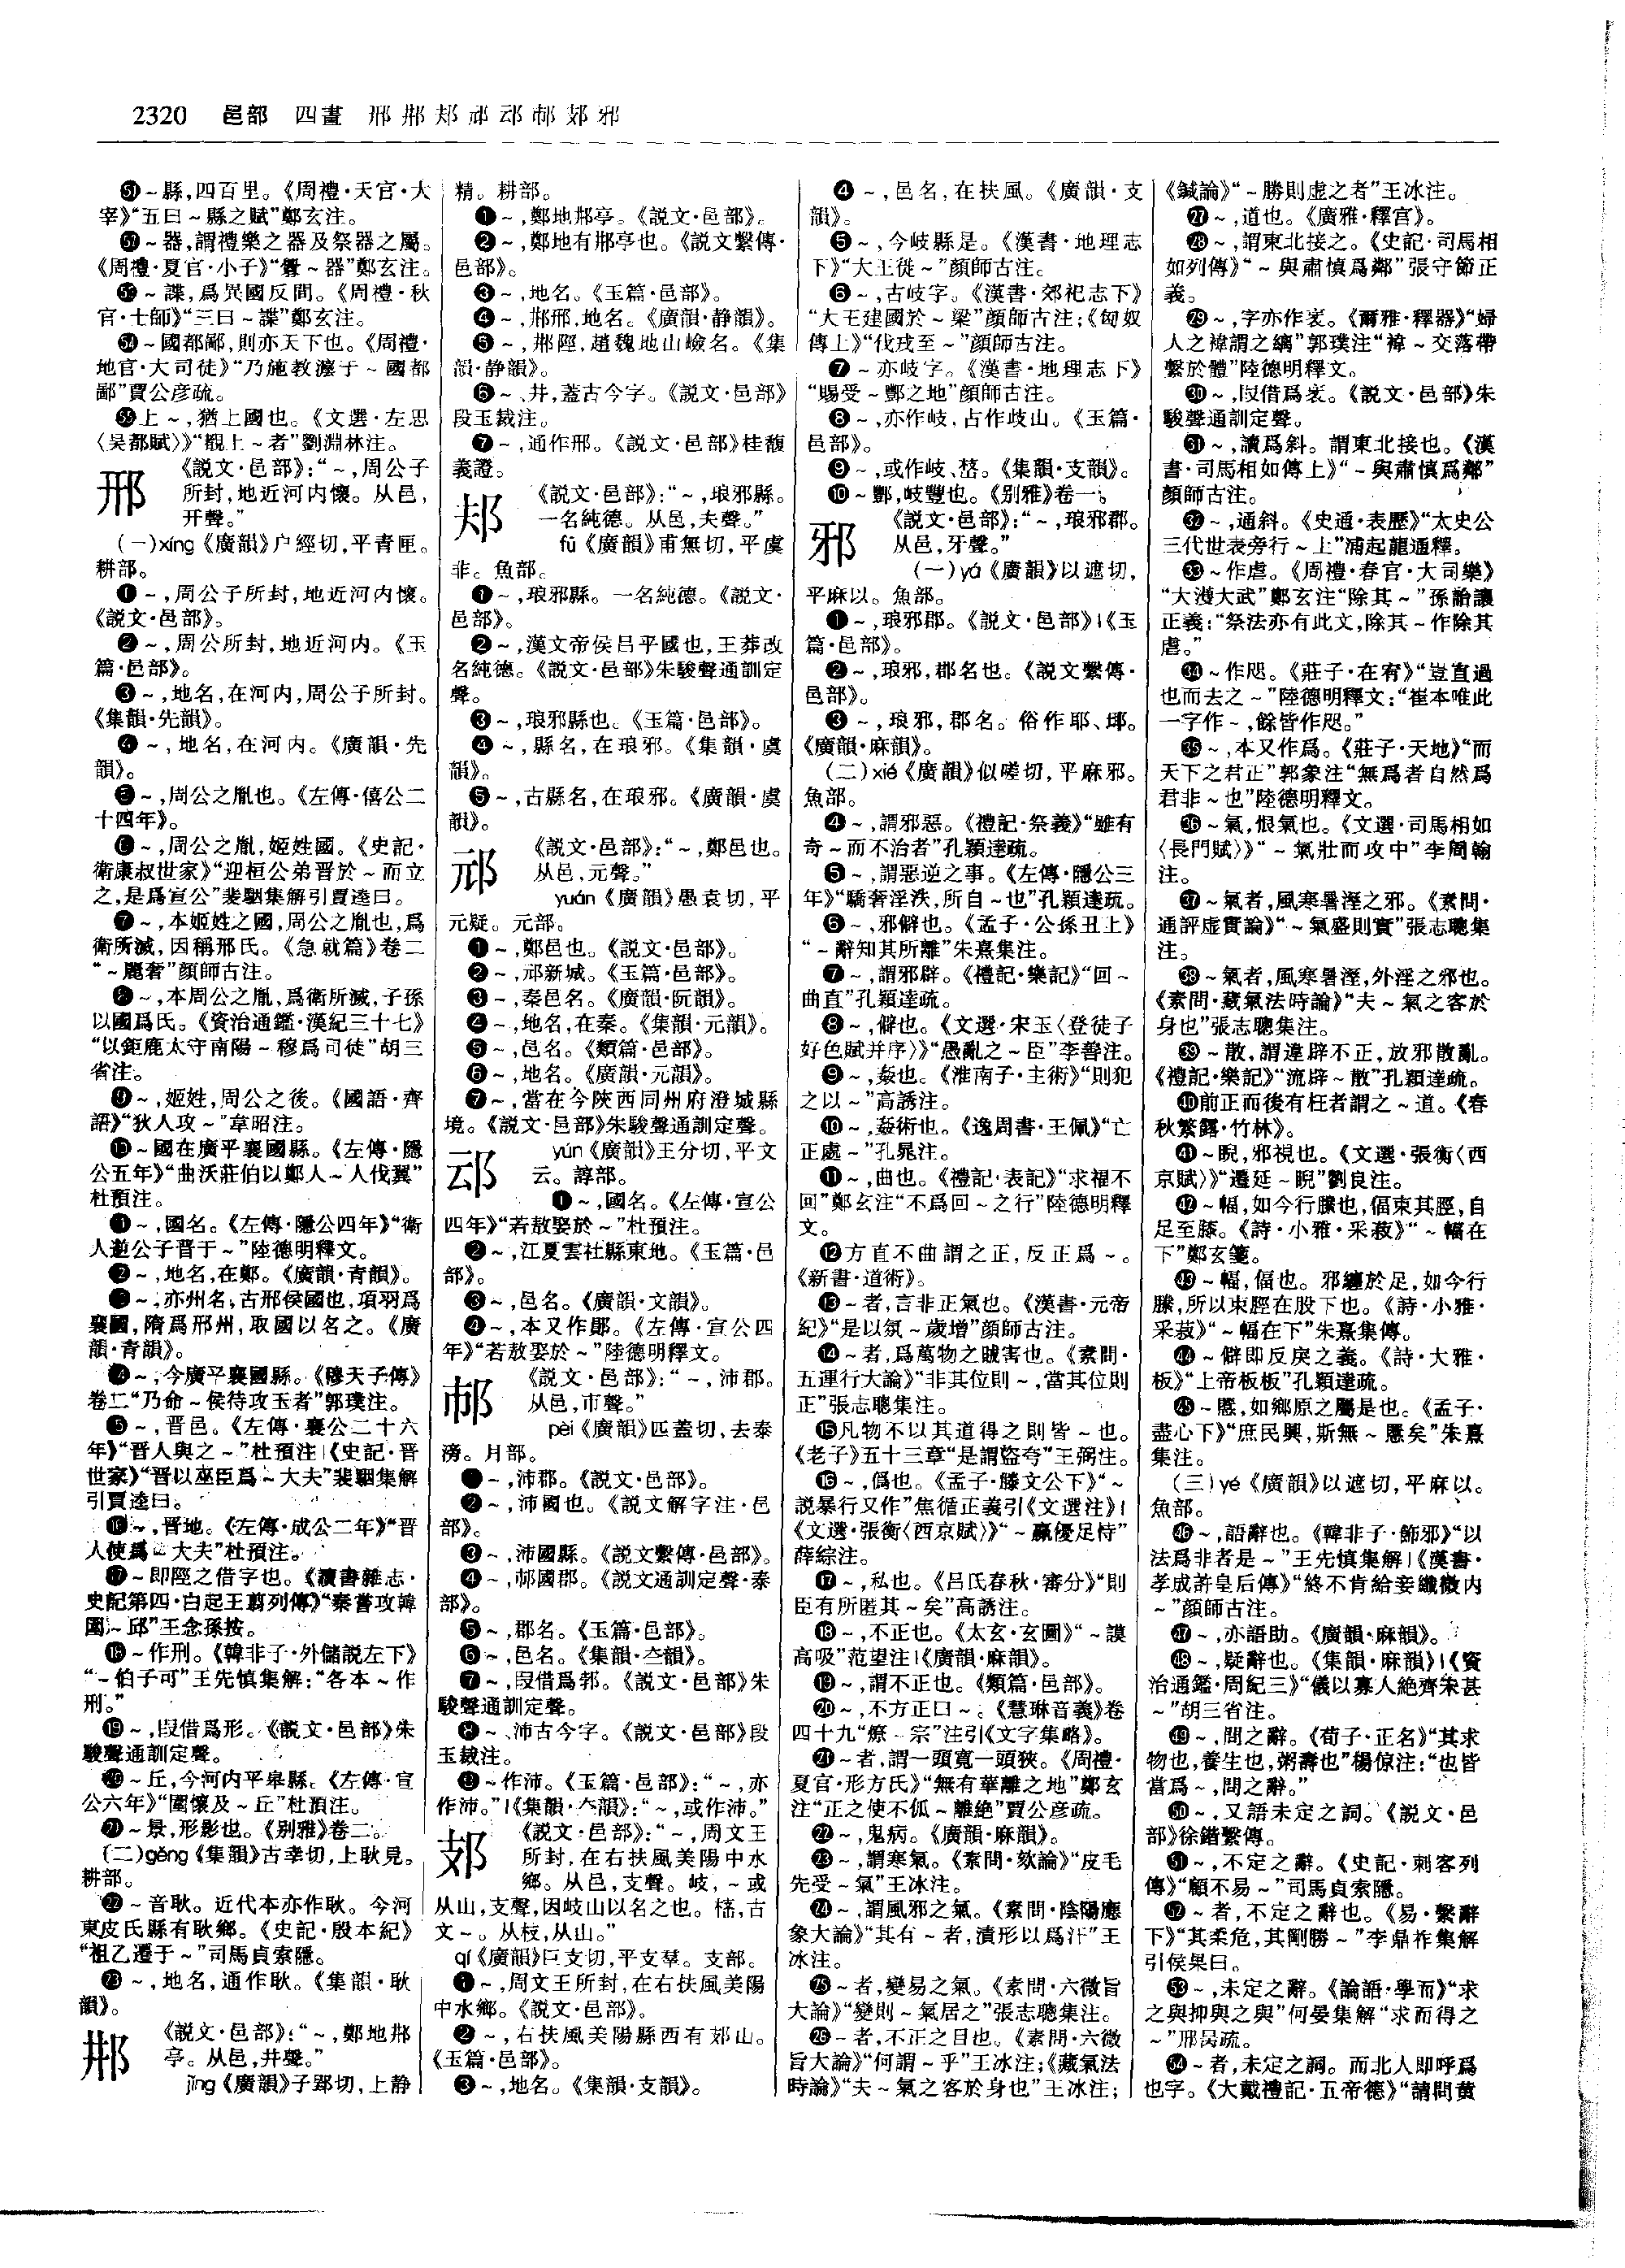 2320 邑部 四畫 邢邢郏邧邧邟郂邪
㊿~縣,四百里。《周禮·天官·大
宰》“五曰~縣之賦”鄭玄注。
~器,謂禮樂之器及祭器之屬。
《周禮·夏官·小子》“釁~器”鄭玄注。
~諜,爲異國反間。《周禮·秋
官·士師》“三曰~諜”鄭玄注。
~國都鄙,則亦天下也。《周禮·
地官·大司徒》“乃施教灋于~國都
鄙”賈公彦疏。
上~,猶上國也。《文選·左思
〈吴都賦〉》“覩上~者”劉淵林注。
邢 《説文·邑部》:“~,周公子
所封,地近河内懷。从邑,
幵聲。”
(一)xíng《廣韻》户經切,平青匣。
耕部。
❶~,周公子所封,地近河内懷。
《説文·邑部》。
❷~,周公所封,地近河内。《玉
篇·邑部》。
❸~,地名,在河内,周公子所封。
《集韻·先韻》。
❹~,地名,在河内。《廣韻·先
韻》。
❺~,周公之胤也。《左傳·僖公二
十四年》。
❻~,周公之胤,姬姓國。《史記·
衛康叔世家》“迎桓公弟晋於~而立
之,是爲宣公”裴駰集解引賈逵曰。
❼~,本姬姓之國,周公之胤也,爲
衛所滅,因稱邢氏。《急就篇》卷二
“~麗奢”顔師古注。
❽~,本周公之胤,爲衛所滅,子孫
以國爲氏。《資治通鑑·漢紀三十七》
“以鉅鹿太守南陽~穆爲司徒”胡三
省注。
❾~,姬姓,周公之後。《國語·齊
語》“狄人攻~”韋昭注。
❿~國在廣平襄國縣。《左傳·隱
公五年》“曲沃莊伯以鄭人~人伐翼”
杜預注。
⓫~,國名。《左傳·隱公四年》“衛
人逆公子晋于~”陸德明釋文。
⓬~,地名,在鄭。《廣韻·青韻》。
⓭~,亦州名,古邢侯國也,項羽爲
襄國,隋爲邢州,取國以名之。《廣
韻·青韻》。
⓮~,今廣平襄國縣。《穆天子傳》
卷二“乃命~侯待攻玉者”郭璞注。
⓯~,晋邑。《左傳·襄公二十六
年》“晋人與之~”杜預注|《史記·晋
世家》“晋以巫臣爲~大夫”裴駰集解
引賈逵曰。
⓰~,晋地。《左傳·成公二年》“晋
人使爲~大夫”杜預注。
⓱~即陘之借字也。《讀書雜志·
史記第四·白起王翦列傳》“秦嘗攻韓
圍~丘”王念孫按。
⓲~作刑。《韓非子·外儲説左下》
“~伯子可”王先慎集解:“各本~作
刑。”
⓳~,叚借爲形。《説文·邑部》朱
駿聲通訓定聲。
⓴~丘,今河内平皋縣。《左傳·宣
公六年》“圍懷及~丘”杜預注。
㉑~景,形影也。《别雅》卷二。
(二)gěng《集韻》古幸切,上耿見。
耕部。
㉒~音耿。近代本亦作耿。今河
東皮氏縣有耿鄉。《史記·殷本紀》
“祖乙遷于~”司馬貞索隱。
㉓~,地名,通作耿。《集韻·耿
韻》。
《説文·邑部》:“~,鄭地邢
亭。从邑,井聲。”
jǐng《廣韻》子郢切,上静
精。耕部。
❶~,鄭地邢亭。《説文·邑部》。
❷~,鄭地有邢亭也。《説文繫傳·
邑部》。
❸~,地名。《玉篇·邑部》。
❹~,邢邢,地名。《廣韻·静韻》。
❺~,邢陘,趙魏地山嶮名。《集
韻·静韻》。
❻~、井,蓋古今字。《説文·邑部》
段玉裁注。
❼~,通作邢。《説文·邑部》桂馥
義證。
邞 《説文·邑部》:“~,琅邪縣。
一名純德。从邑,夫聲。”
fū《廣韻》甫無切,平虞
非。魚部。
❶~,琅邪縣。一名純德。《説文·
邑部》。
❷~,漢文帝侯吕平國也,王莽改
名純德。《説文·邑部》朱駿聲通訓定
聲。
❸~,琅邪縣也。《玉篇·邑部》。
❹~,縣名,在琅邪。《集韻·虞
韻》。
❺~,古縣名,在琅邪。《廣韻·虞
韻》。
邧 《説文·邑部》:“~,鄭邑也。
从邑,元聲。”
yuán《廣韻》愚袁切,平
元疑。元部。
❶~,鄭邑也。《説文·邑部》。
❷~,邧新城。《玉篇·邑部》。
❸~,秦邑名。《廣韻·阮韻》。
❹~,地名,在秦。《集韻·元韻》。
❺~,邑名。《類篇·邑部》。
❻~,地名。《廣韻·元韻》。
❼~,當在今陝西同州府澄城縣
境。《説文·邑部》朱駿聲通訓定聲。
䢵 yún《廣韻》王分切,平文
云。諄部。
❶~,國名。《左傳·宣公
四年》“若敖娶於~”杜預注。
❷~,江夏雲社縣東地。《玉篇·邑
部》。
❸~,邑名。《廣韻·文韻》。
❹~,本又作鄖。《左傳·宣公四
年》“若敖娶於~”陸德明釋文。
《説文·邑部》:“~,沛郡。
从邑,巿聲。”
pèi《廣韻》匹蓋切,去泰
滂。月部。
❶~,沛郡。《説文·邑部》。
❷~,沛國也。《説文解字注·邑
部》。
❸~,沛國縣。《説文繫傳·邑部》。
❹~,邟國郡。《説文通訓定聲·泰
部》。
❺~,郡名。《玉篇·邑部》。
❻~,邑名。《集韻·夳韻》。
❼~,叚借爲郭。《説文·邑部》朱
駿聲通訓定聲。
❽~、沛古今字。《説文·邑部》段
玉裁注。
❾~作沛。《玉篇·邑部》:“~,亦
作沛。”|《集韻·夳韻》:“~,或作沛。”
郂 《説文·邑部》:“~,周文王
所封,在右扶風美陽中水
鄉。从邑,支聲。岐,~或
从山,支聲,因岐山以名之也。㟚,古
文~。从枝,从山。”
qí《廣韻》巨支切,平支羣。支部。
❶~,周文王所封,在右扶風美陽
中水鄉。《説文·邑部》。
❷~,右扶風美陽縣西有郂山。
《玉篇·邑部》。
❸~,地名。《集韻·支韻》。
❹~,邑名,在扶風。《廣韻·支
韻》。
❺~,今岐縣是。《漢書·地理志
下》“大王徙~”顔師古注。
❻~,古岐字。《漢書·郊祀志下》
“大王建國於~梁”顔師古注;《匈奴
傳上》“伐戎至~”顔師古注。
❼~亦岐字。《漢書·地理志下》
“賜受~酆之地”顔師古注。
❽~,亦作岐,古作歧山。《玉篇·
邑部》。
❾~,或作岐、嵍。《集韻·支韻》。
❿~酆,岐豐也。《别雅》卷一。
邪 《説文·邑部》:“~,琅邪郡。
从邑,牙聲。”
(一)yá《廣韻》以遮切,
平麻以。魚部。
❶~,琅邪郡。《説文·邑部》|《玉
篇·邑部》。
❷~,琅邪,郡名也。《説文繫傳·
邑部》。
❸~,琅邪,郡名。俗作耶、琊。
《廣韻·麻韻》。
(二)xié《廣韻》似嗟切,平麻邪。
魚部。
❹~,謂邪惡。《禮記·祭義》“雖有
奇~而不治者”孔穎達疏。
❺~,謂惡逆之事。《左傳·隱公三
年》“驕奢淫泆,所自~也”孔穎達疏。
❻~,邪僻也。《孟子·公孫丑上》
“~辭知其所離”朱熹集注。
❼~,謂邪辟。《禮記·樂記》“回~
曲直”孔穎達疏。
❽~,僻也。《文選·宋玉〈登徒子
好色賦并序〉》“愚亂之~臣”李善注。
❾~,姦也。《淮南子·主術》“則犯
之以~”高誘注。
❿~,姦術也。《逸周書·王佩》“亡
正處~”孔晁注。
⓫~,曲也。《禮記·表記》“求福不
回”鄭玄注“不爲回~之行”陸德明釋
文。
⓬方直不曲謂之正,反正爲~。
《新書·道術》。
⓭~者,言非正氣也。《漢書·元帝
紀》“是以氛~歲增”顔師古注。
⓮~者,爲萬物之賊害也。《素問·
五運行大論》“非其位則~,當其位則
正”張志聰集注。
⓯凡物不以其道得之則皆~也。
《老子》五十三章“是謂盜夸”王弼注。
⓰~,僞也。《孟子·滕文公下》“~
説暴行又作”焦循正義引《文選注》|
《文選·張衡〈西京賦〉》“~贏優足恃”
薛綜注。
⓱~,私也。《吕氏春秋·審分》“則
臣有所匿其~矣”高誘注。
⓲~,不正也。《太玄·玄圖》“~謨
高吸”范望注|《廣韻·麻韻》。
⓳~,謂不正也。《類篇·邑部》。
⓴~,不方正曰~。《慧琳音義》卷
四十九“燎~宗”注引《文字集略》。
㉑~者,謂一頭寬一頭狹。《周禮·
夏官·形方氏》“無有華離之地”鄭玄
注“正之使不㐌~離絶”賈公彦疏。
㉒~,鬼病。《廣韻·麻韻》。
㉓~,謂寒氣。《素問·欬論》“皮毛
先受~氣”王冰注。
㉔~,謂風邪之氣。《素問·陰陽應
象大論》“其有~者,漬形以爲汗”王
冰注。
㉕~者,變易之氣。《素問·六微旨
大論》“變則~氣居之”張志聰集注。
㉖~者,不正之目也。《素問·六微
旨大論》“何謂~乎”王冰注;《藏氣法
時論》“夫~氣之客於身也”王冰注;
《鍼論》“~勝則虚之者”王冰注。
㉗~,道也。《廣雅·釋宫》。
㉘~,謂東北接之。《史記·司馬相
如列傳》“~與肅慎爲鄰”張守節正
義。
㉙~,字亦作衺。《爾雅·釋器》“婦
人之褘謂之縭”郭璞注“褘~交落帶
繫於體”陸德明釋文。
㉚~,叚借爲衺。《説文·邑部》朱
駿聲通訓定聲。
㉛~,讀爲斜。謂東北接也。《漢
書·司馬相如傳上》“~與肅慎爲鄰”
顔師古注。
㉜~,通斜。《史通·表歷》“太史公
三代世表旁行~上”浦起龍通釋。
㉝~作虐。《周禮·春官·大司樂》
“大濩大武”鄭玄注“除其~”孫詒讓
正義:“祭法亦有此文,除其~作除其
虐。”
㉞~作咫。《莊子·在宥》“豈直過
也而去之~”陸德明釋文:“崔本唯此
一字作~,餘皆作咫。”
㉟~,本又作爲。《莊子·天地》“而
天下之君正”郭象注“無爲者自然爲
君非~也”陸德明釋文。
㊱~氣,恨氣也。《文選·司馬相如
〈長門賦〉》“~氣壯而攻中”李周翰
注。
㊲~氣者,風寒暑溼之邪。《素問·
通評虚實論》“~氣盛則實”張志聰集
注。
㊳~氣者,風寒暑溼,外淫之邪也。
《素問·藏氣法時論》“夫~氣之客於
身也”張志聰集注。
㊴~散,謂違辟不正,放邪散亂。
《禮記·樂記》“流辟~散”孔穎達疏。
㊵前正而後有枉者謂之~道。《春
秋繁露·竹林》。
㊶~睨,邪視也。《文選·張衡〈西
京賦〉》“遷延~睨”劉良注。
㊷~幅,如今行縢也,偪束其脛,自
足至膝。《詩·小雅·采菽》“~幅在
下”鄭玄箋。
㊸~幅,偪也。邪纏於足,如今行
縢,所以束脛在股下也。《詩·小雅·
采菽》“~幅在下”朱熹集傳。
㊹~僻即反戾之義。《詩·大雅·
板》“上帝板板”孔穎達疏。
㊺~慝,如鄉原之屬是也。《孟子·
盡心下》“庶民興,斯無~慝矣”朱熹
集注。
(三)yé《廣韻》以遮切,平麻以。
魚部。
㊻~,語辭也。《韓非子·飾邪》“以
法爲非者是~”王先慎集解|《漢書·
孝成許皇后傳》“終不肯給妾纖微内
~”顔師古注。
㊼~,亦語助。《廣韻·麻韻》。
㊽~,疑辭也。《集韻·麻韻》|《資
治通鑑·周紀三》“儀以寡人絶齊未甚
~”胡三省注。
㊾~,問之辭。《荀子·正名》“其求
物也,養生也,粥壽也”楊倞注:“也皆
當爲~,問之辭。”
㊿~,又語未定之詞。《説文·邑
部》徐鍇繫傳。
~,不定之辭。《史記·刺客列
傳》“顧不易~”司馬貞索隱。
~者,不定之辭也。《易·繫辭
下》“其柔危,其剛勝~”李鼎祚集解
引侯果曰。
~,未定之辭。《論語·學而》“求
之與抑與之與”何晏集解“求而得之
~”邢昺疏。
~者,未定之詞。而北人即呼爲
也字。《大戴禮記·五帝德》“請問黄